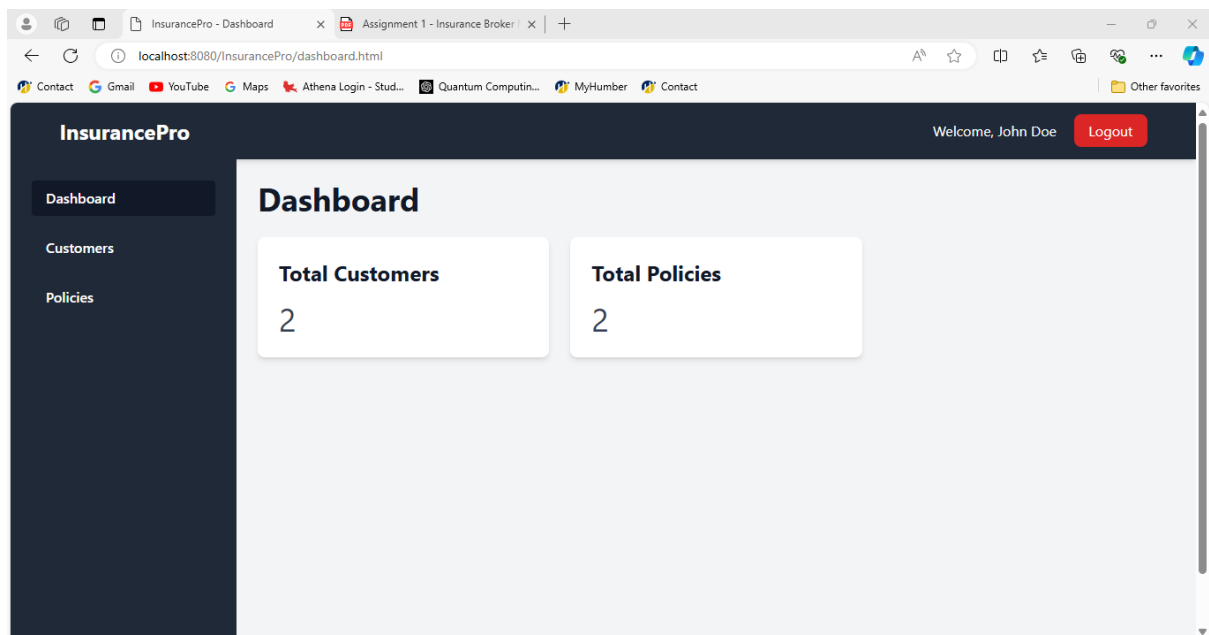 InsurancePro - Dashboard
Assignment 1 - Insurance Broker
localhost:8080/InsurancePro/dashboard.html
Contact Gmail YouTube Maps Athena Login - Stud... Quantum Computin... MyHumber Contact Other favorites
InsurancePro Welcome, John Doe Logout
Dashboard
Customers
Policies
Dashboard
Total Customers
2
Total Policies
2